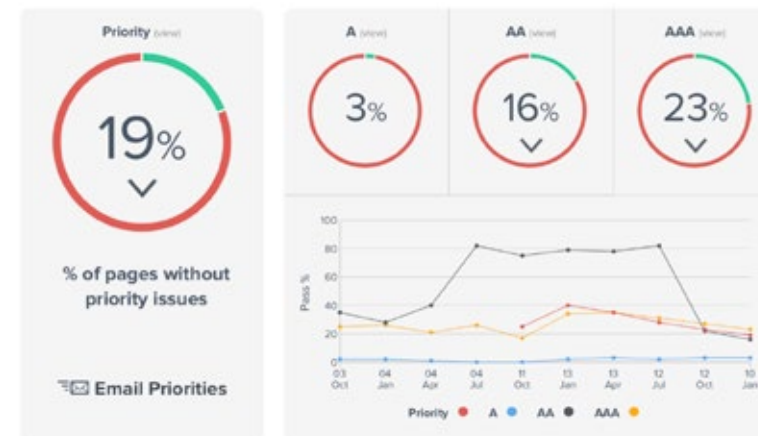 Priority (view)
19%
% of pages without
priority issues
Email Priorities
A (view)
3%
AA (view)
16%
AAA (view)
23%
Pass %
100
80
60
40
20
0
03 04 04 04 11 13 13 12 12 10
Oct Jan Apr Jul Oct Jan Apr Jul Oct Jan
Priority A AA AAA